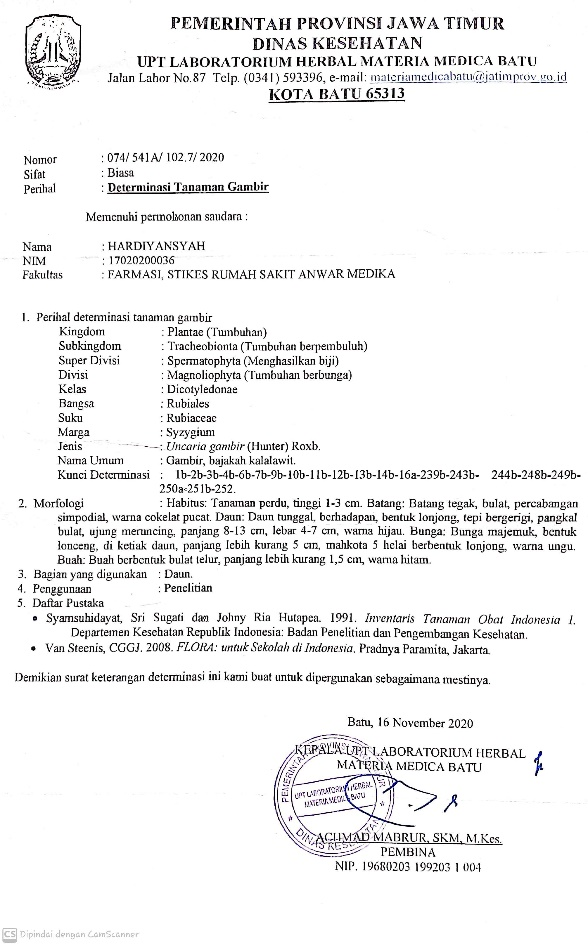 PEMERINTAH PROVINSI JAWA TIMUR
DINAS KESEHATAN
UPT LABORATORIUM HERBAL MATERIA MEDICA BATU
Jalan Lahor No.87 Telp. (0341) 593396, e-mail: materiamedicabatu@jatimprov.go.id
KOTA BATU 65313
Nomor : 074/ 541A/ 102.7/ 2020
Sifat : Biasa
Perihal : Determinasi Tanaman Gambir
Memenuhi permohonan saudara :
Nama : HARDIYANSYAH
NIM : 17020200036
Fakultas : FARMASI, STIKES RUMAH SAKIT ANWAR MEDIKA
1. Perihal determinasi tanaman gambir
Kingdom : Plantae (Tumbuhan)
Subkingdom : Tracheobionta (Tumbuhan berpembuluh)
Super Divisi : Spermatophyta (Menghasilkan biji)
Divisi : Magnoliophyta (Tumbuhan berbunga)
Kelas : Dicotyledonae
Bangsa : Rubiales
Suku : Rubiaceae
Marga : Syzygium
Jenis : Uncaria gambir (Hunter) Roxb.
Nama Umum : Gambir, bajakah kalalawit.
Kunci Determinasi : 1b-2b-3b-4b-6b-7b-9b-10b-11b-12b-13b-14b-16a-239b-243b- 244b-248b-249b-
250a-251b-252.
2. Morfologi : Habitus: Tanaman perdu, tinggi 1-3 cm. Batang: Batang tegak, bulat, percabangan
simpodial, warna cokelat pucat. Daun: Daun tunggal, berhadapan, bentuk lonjong, tepi bergerigi, pangkal
bulat, ujung meruncing, panjang 8-13 cm, lebar 4-7 cm, warna hijau. Bunga: Bunga majemuk, bentuk
lonceng, di ketiak daun, panjang lebih kurang 5 cm, mahkota 5 helai berbentuk lonjong, warna ungu.
Buah: Buah berbentuk bulat telur, panjang lebih kurang 1,5 cm, warna hitam.
3. Bagian yang digunakan : Daun.
4. Penggunaan : Penelitian
5. Daftar Pustaka
• Syamsuhidayat, Sri Sugati dan Johny Ria Hutapea. 1991. Inventaris Tanaman Obat Indonesia I.
Departemen Kesehatan Republik Indonesia: Badan Penelitian dan Pengembangan Kesehatan.
• Van Steenis, CGGJ. 2008. FLORA: untuk Sekolah di Indonesia. Pradnya Paramita, Jakarta.
Demikian surat keterangan determinasi ini kami buat untuk dipergunakan sebagaimana mestinya.
Batu, 16 November 2020
KEPALA UPT LABORATORIUM HERBAL
MATERIA MEDICA BATU
UPT LABORATORIUM HERBAL
MATERIA MEDICA BATU
ACHMAD MABRUR, SKM, M.Kes.
PEMBINA
NIP. 19680203 199203 1 004
CS Dipindai dengan CamScanner